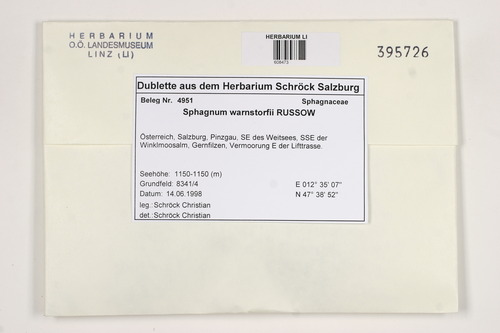 HERBARIUM
O.Ö. LANDESMUSEUM
LINZ (LI)
HERBARIUM LI
608473
395726
Dublette aus dem Herbarium Schröck Salzburg
Beleg Nr. 4951 Sphagnaceae
Sphagnum warnstorfii RUSSOW
Österreich, Salzburg, Pinzgau, SE des Weitsees, SSE der
Winklmoosalm, Gernfilzen, Vermoorung E der Lifttrasse.
Seehöhe: 1150-1150 (m)
Grundfeld: 8341/4 E 012° 35' 07"
Datum: 14.06.1998 N 47° 38' 52"
leg.:Schröck Christian
det.:Schröck Christian